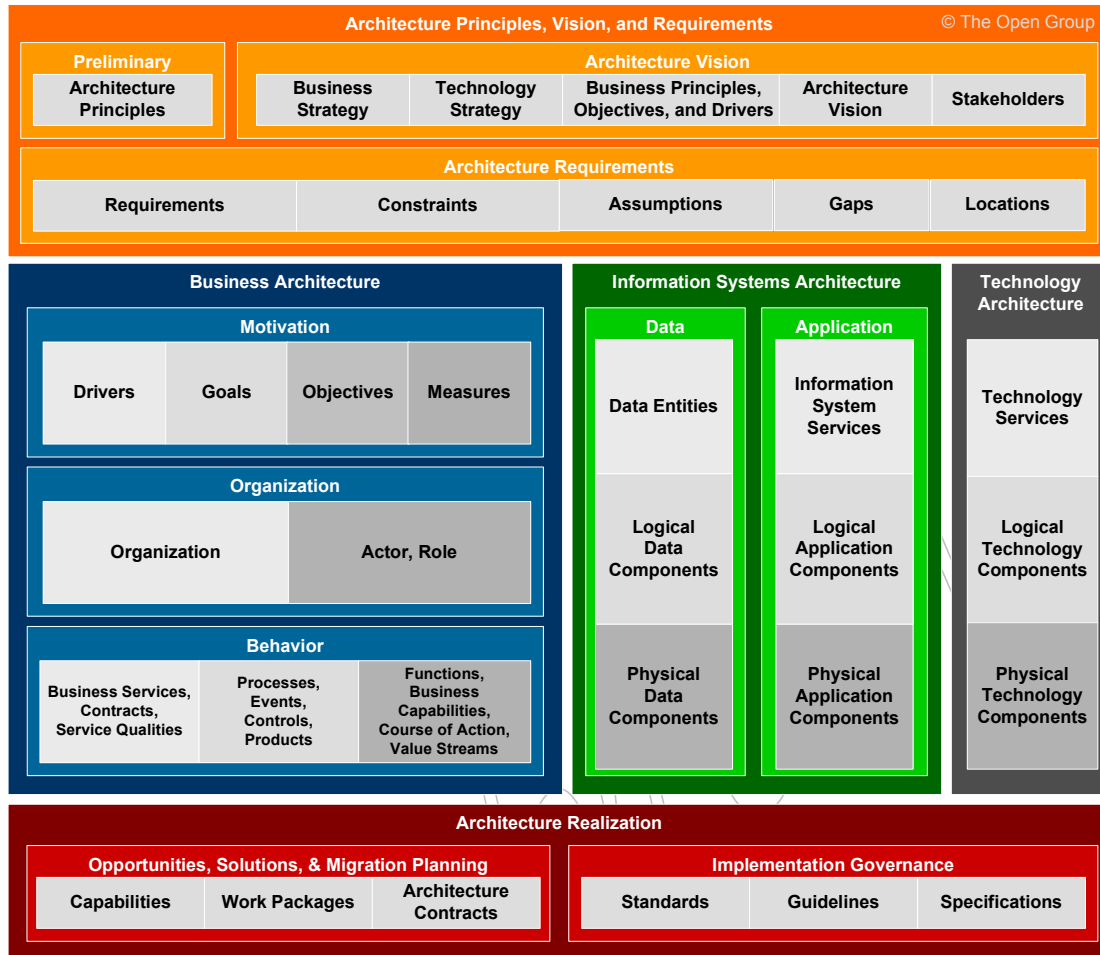 Architecture Principles, Vision, and Requirements
© The Open Group
Preliminary
Architecture
Principles
Architecture Vision
Business
Strategy
Technology
Strategy
Business Principles,
Objectives, and Drivers
Architecture
Vision
Stakeholders
Architecture Requirements
Requirements
Constraints
Assumptions
Gaps
Locations
Business Architecture
Motivation
Drivers
Goals
Objectives
Measures
Organization
Organization
Actor, Role
Behavior
Business Services,
Contracts,
Service Qualities
Processes,
Events,
Controls,
Products
Functions,
Business
Capabilities,
Course of Action,
Value Streams
Information Systems Architecture
Data
Data Entities
Logical
Data
Components
Physical
Data
Components
Application
Information
System
Services
Logical
Application
Components
Physical
Application
Components
Technology
Architecture
Technology
Services
Logical
Technology
Components
Physical
Technology
Components
Architecture Realization
Opportunities, Solutions, & Migration Planning
Capabilities
Work Packages
Architecture
Contracts
Implementation Governance
Standards
Guidelines
Specifications